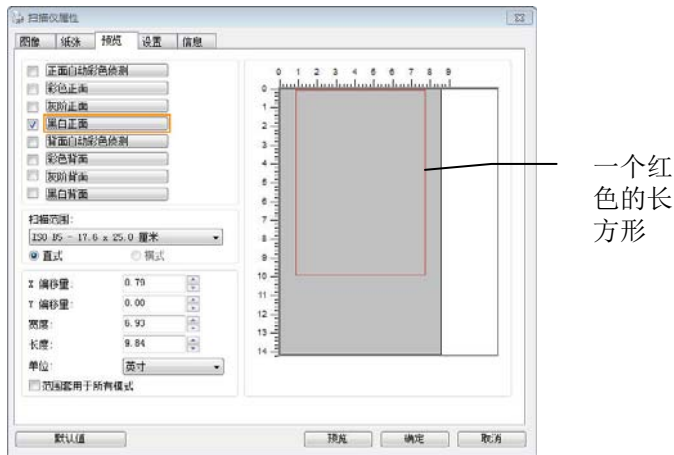 扫描仪属性
图像 纸张 预览 设置 信息
正面自动彩色侦测
彩色正面
灰阶正面
黑白正面
背面自动彩色侦测
彩色背面
灰阶背面
黑白背面
扫描范围:
ISO B5 - 17.6 x 25.0 厘米
直式 横式
X 偏移量: 0.79
Y 偏移量: 0.00
宽度: 6.93
长度: 9.84
单位: 英寸
范围套用于所有模式
0 1 2 3 4 5 6 7 8 9
0
1
2
3
4
5
6
7
8
9
10
11
12
13
14
一个红
色的长
方形
默认值 预览 确定 取消